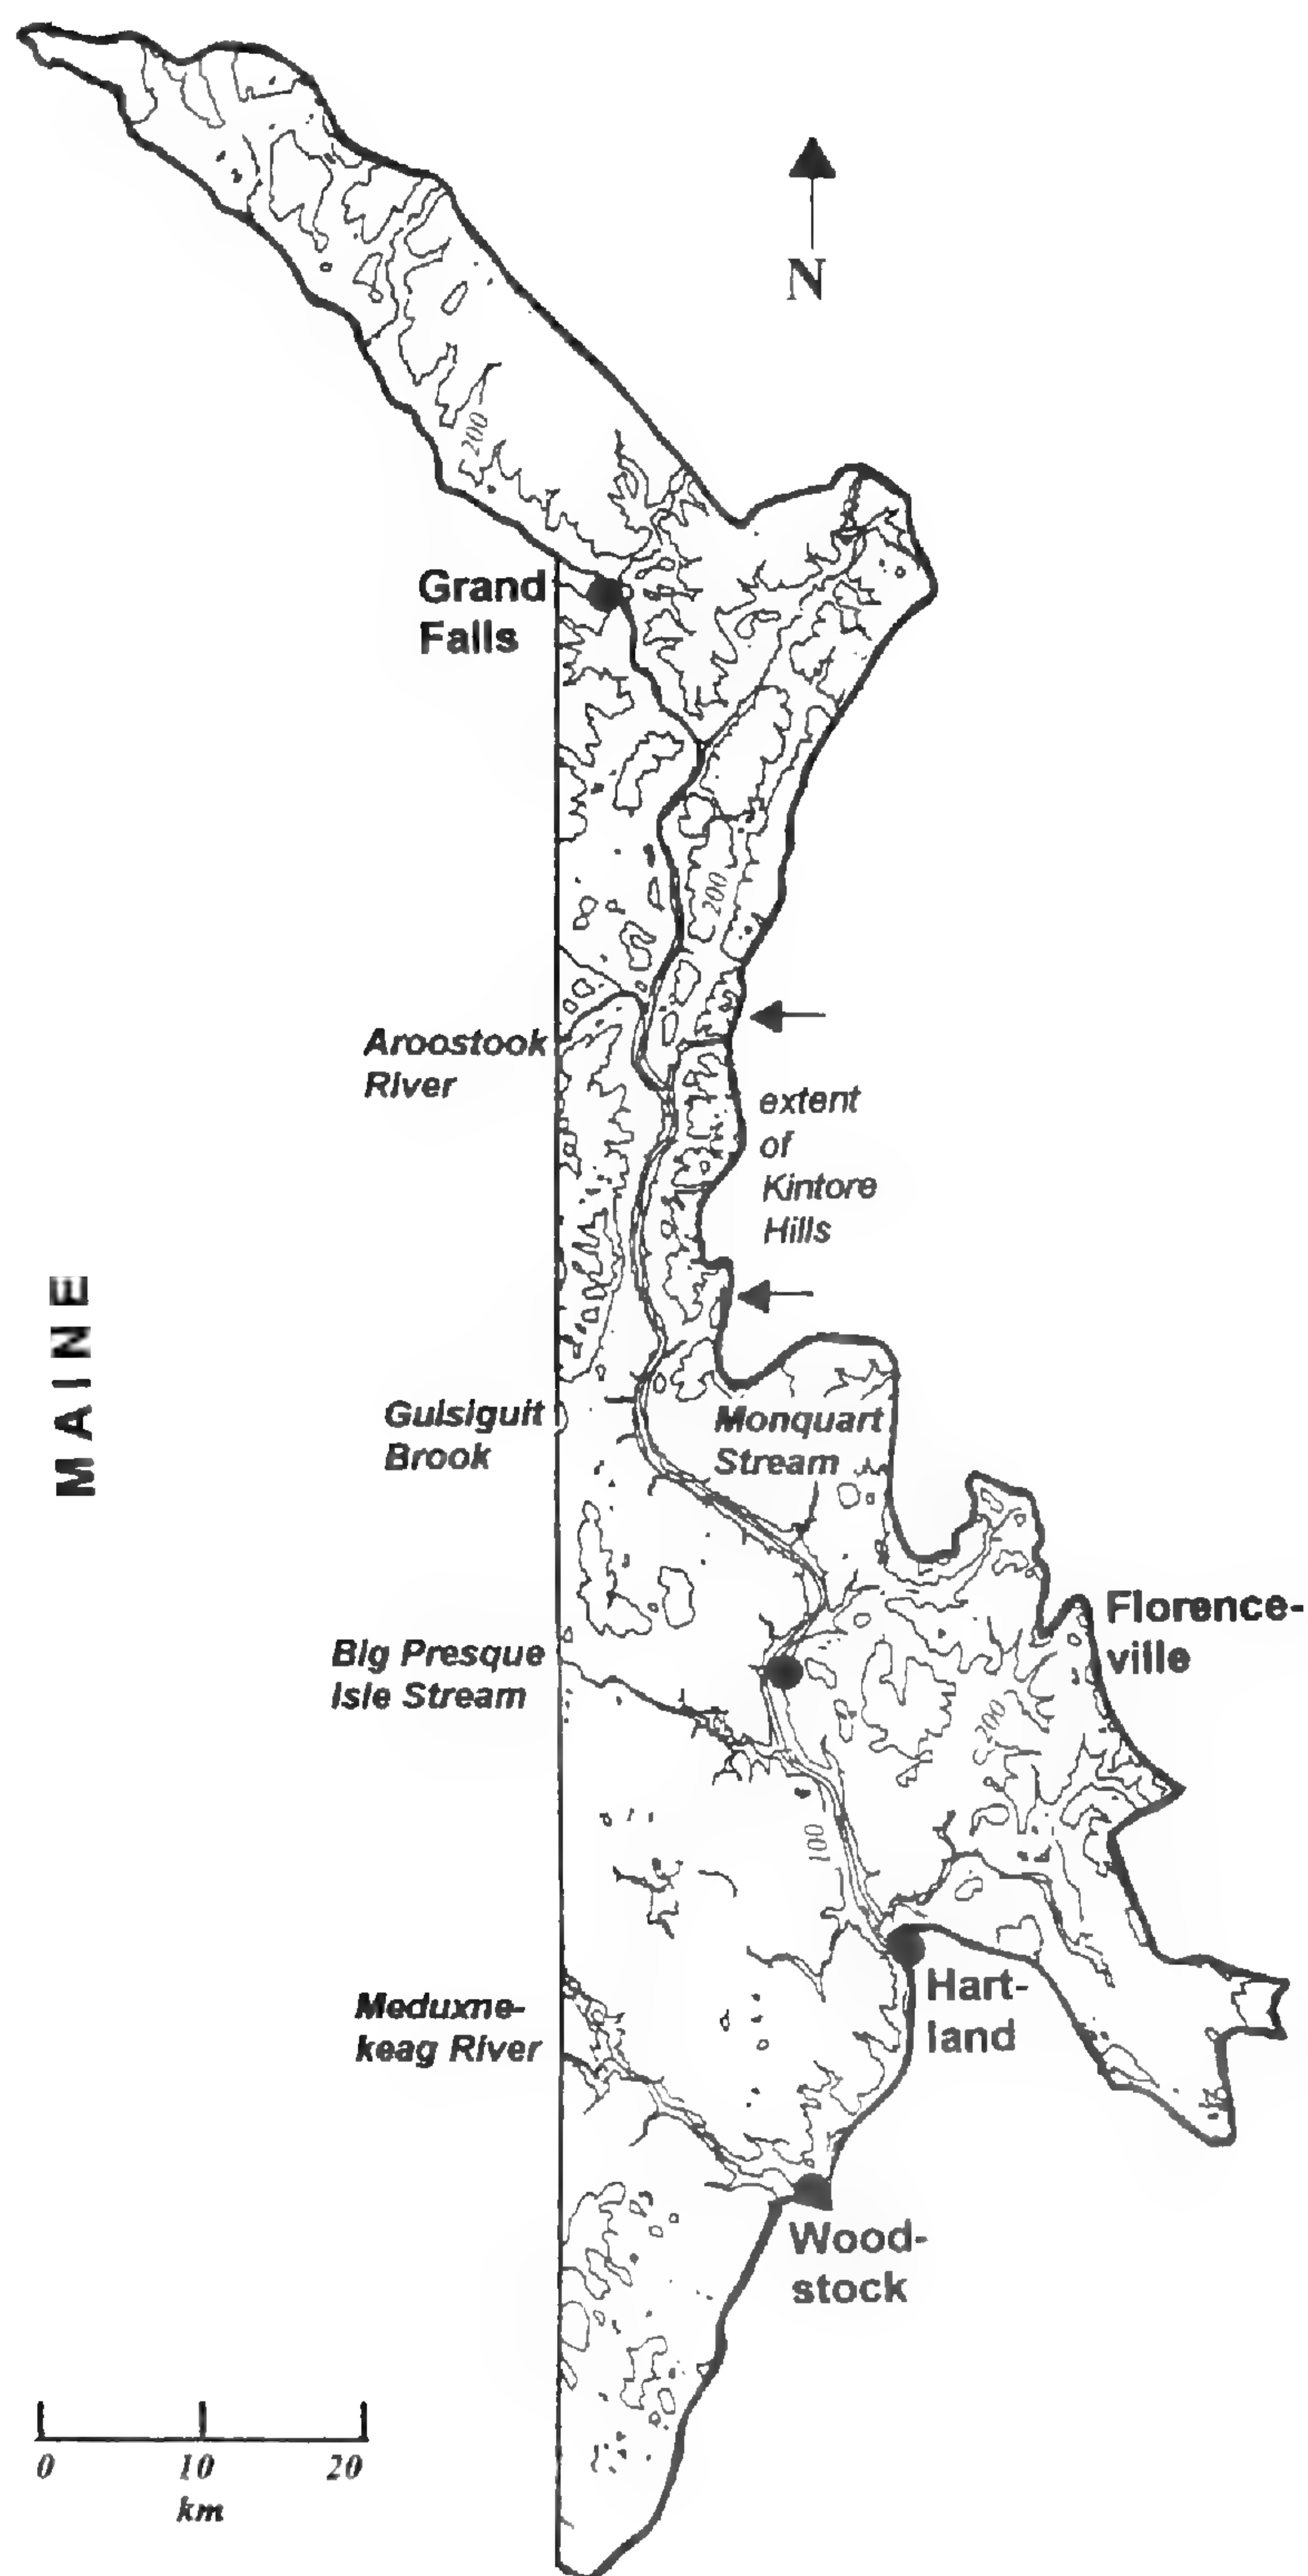 N
200
Grand
Falls
200
Aroostook
River
extent
of
Kintore
Hills
MAINE
Gulsiguit
Brook
Monquart
Stream
Florence-
ville
Big Presque
Isle Stream
200
100
Hart-
land
Meduxne-
keag River
Wood-
stock
0 10 20
km